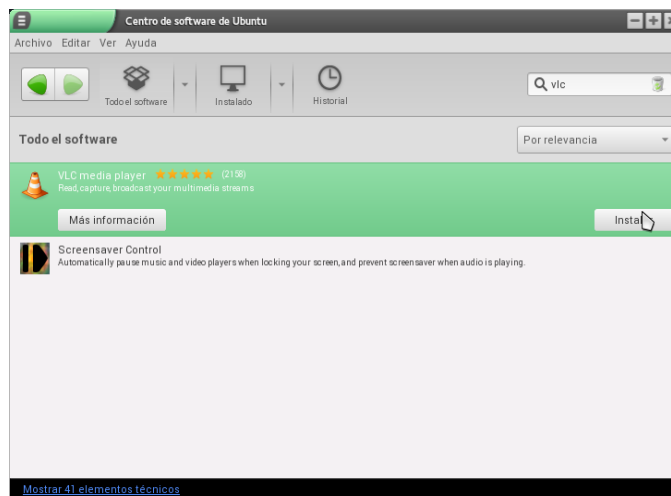 Centro de software de Ubuntu
Archivo Editar Ver Ayuda
Todo el software Instalado Historial
vlc
Todo el software Por relevancia
VLC media player (2158)
Read, capture, broadcast your multimedia streams
Más información
Screensaver Control
Automatically pause music and video players when locking your screen, and prevent screensaver when audio is playing.
Mostrar 41 elementos técnicos